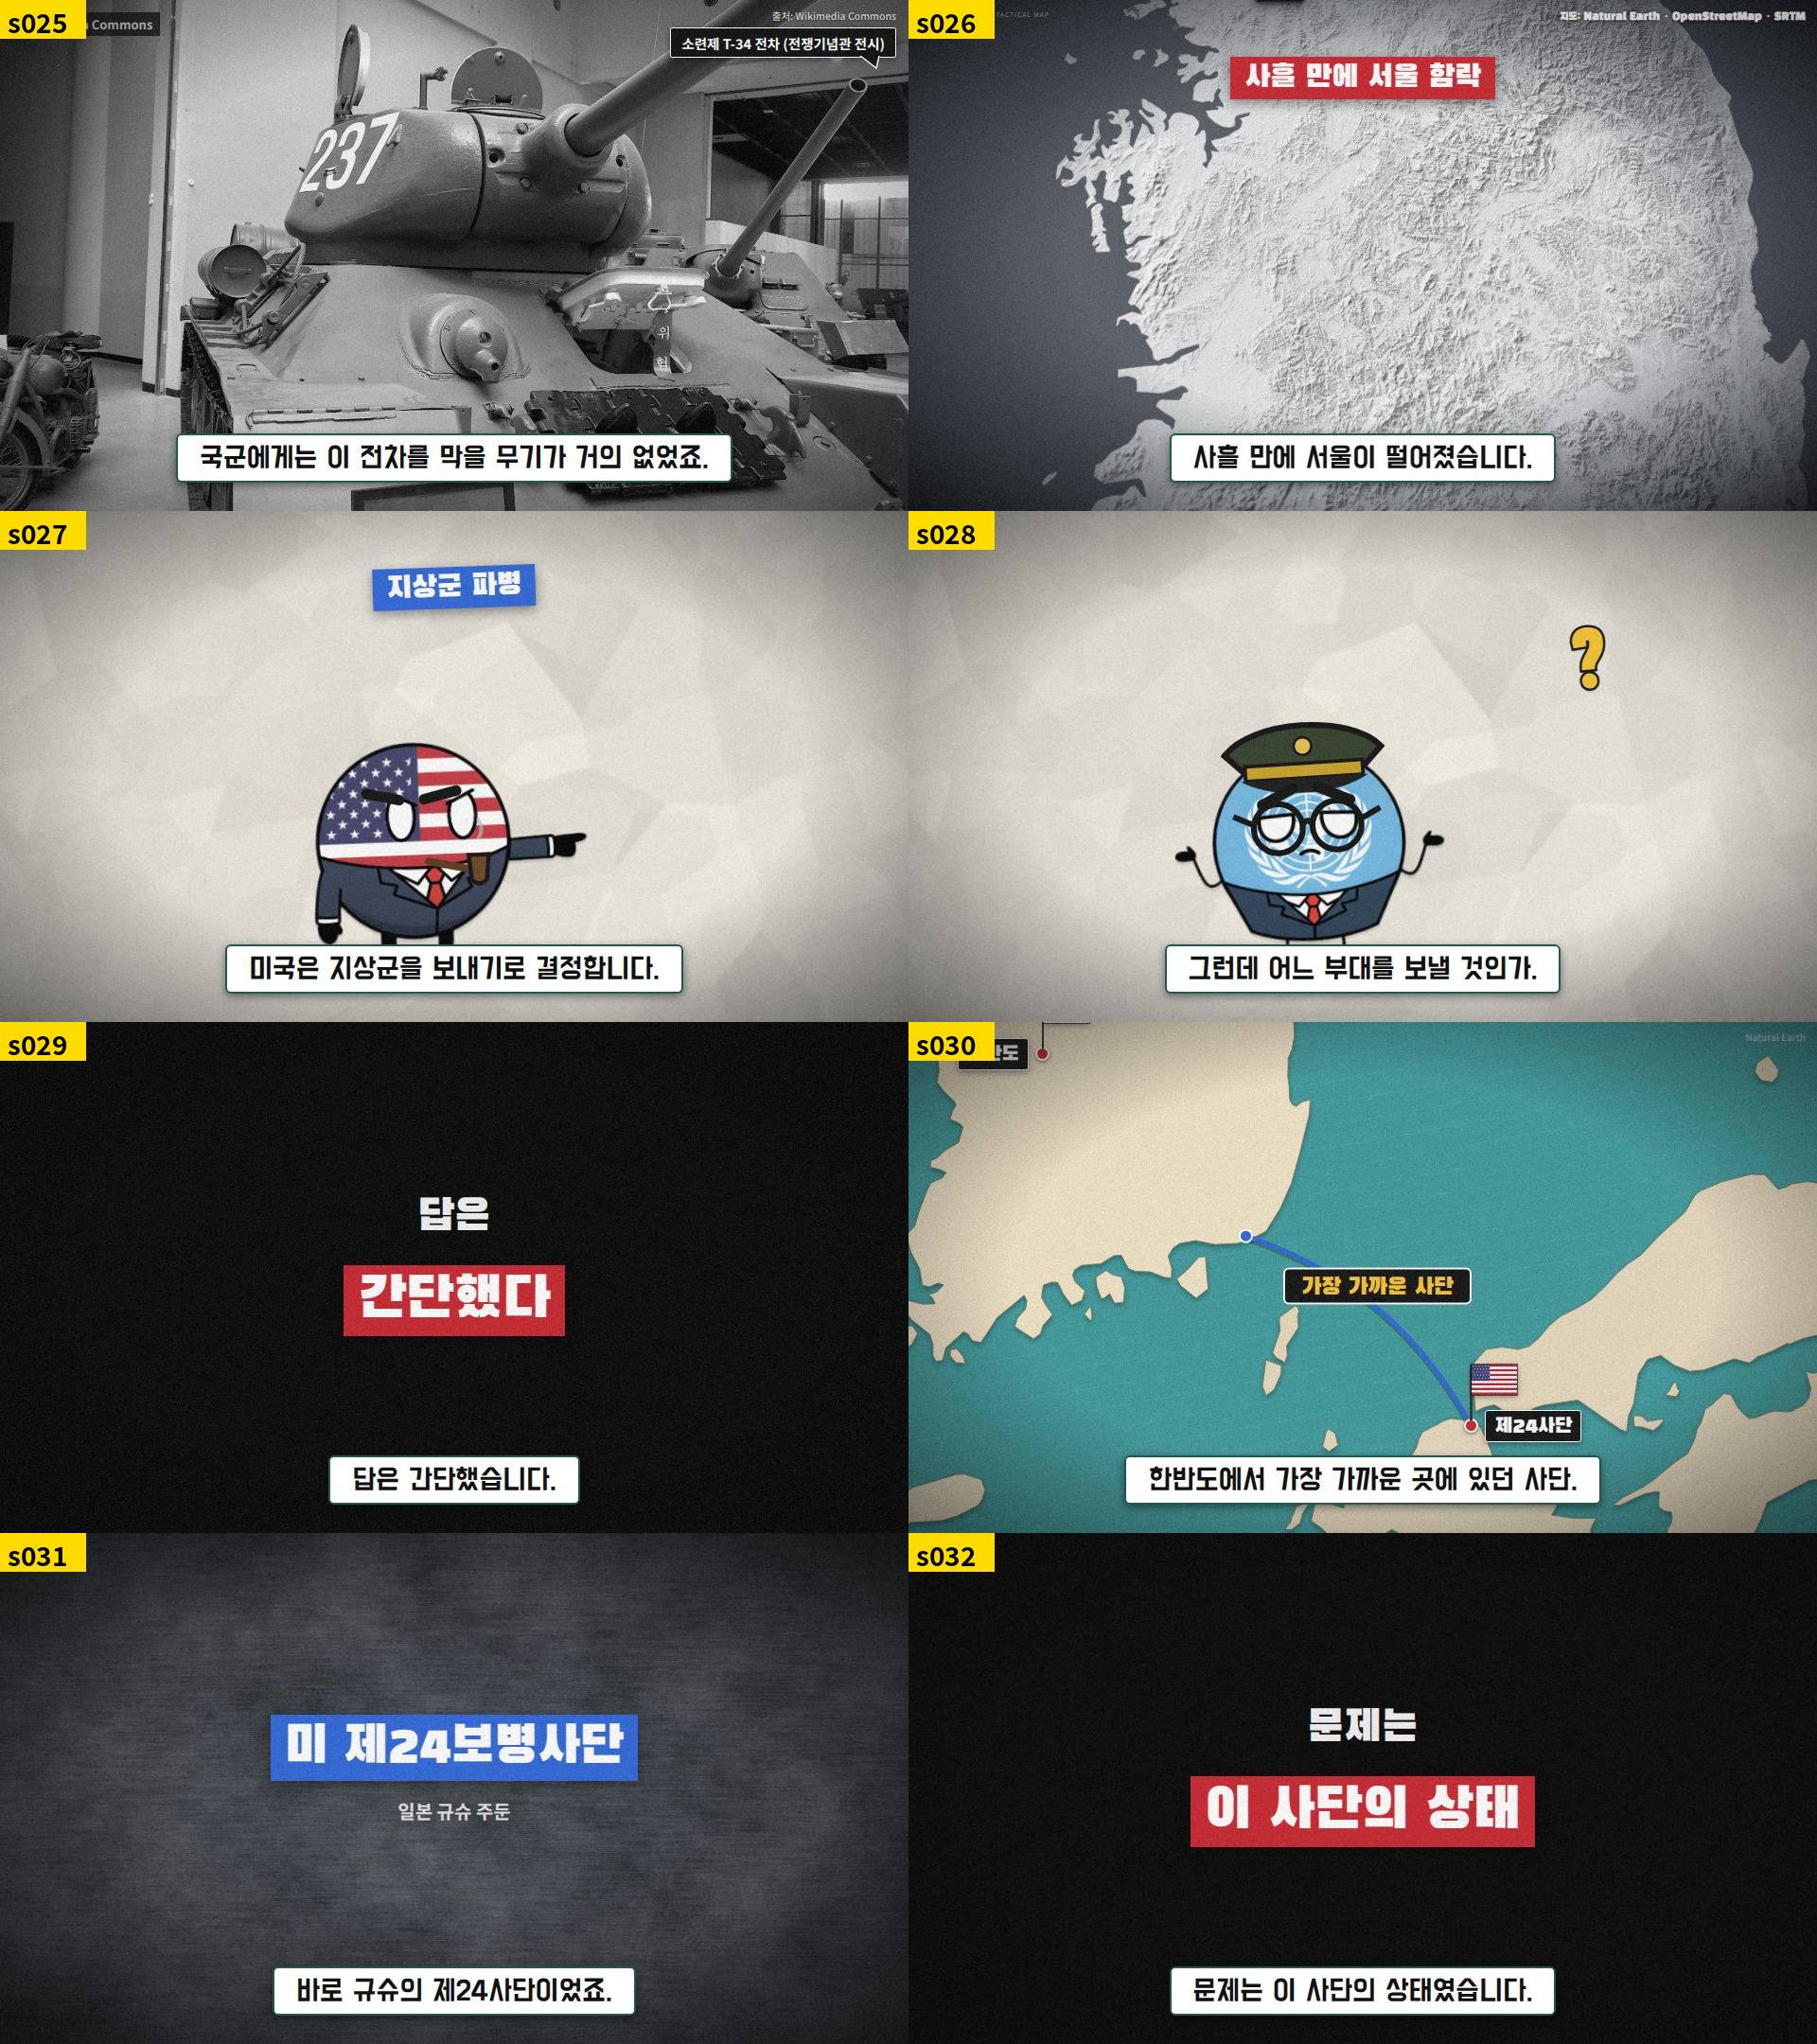 s025
Commons
출처: Wikimedia Commons
소련제 T-34 전차 (전쟁기념관 전시)
237
위
험
국군에게는 이 전차를 막을 무기가 거의 없었죠.
s026
TACTICAL MAP
지도: Natural Earth · OpenStreetMap · SRTM
사흘 만에 서울 함락
사흘 만에 서울이 떨어졌습니다.
s027
지상군 파병
미국은 지상군을 보내기로 결정합니다.
s028
?
그런데 어느 부대를 보낼 것인가.
s029
답은
간단했다
답은 간단했습니다.
s030
Natural Earth
가장 가까운 사단
제24사단
한반도에서 가장 가까운 곳에 있던 사단.
s031
미 제24보병사단
일본 규슈 주둔
바로 규슈의 제24사단이었죠.
s032
문제는
이 사단의 상태
문제는 이 사단의 상태였습니다.